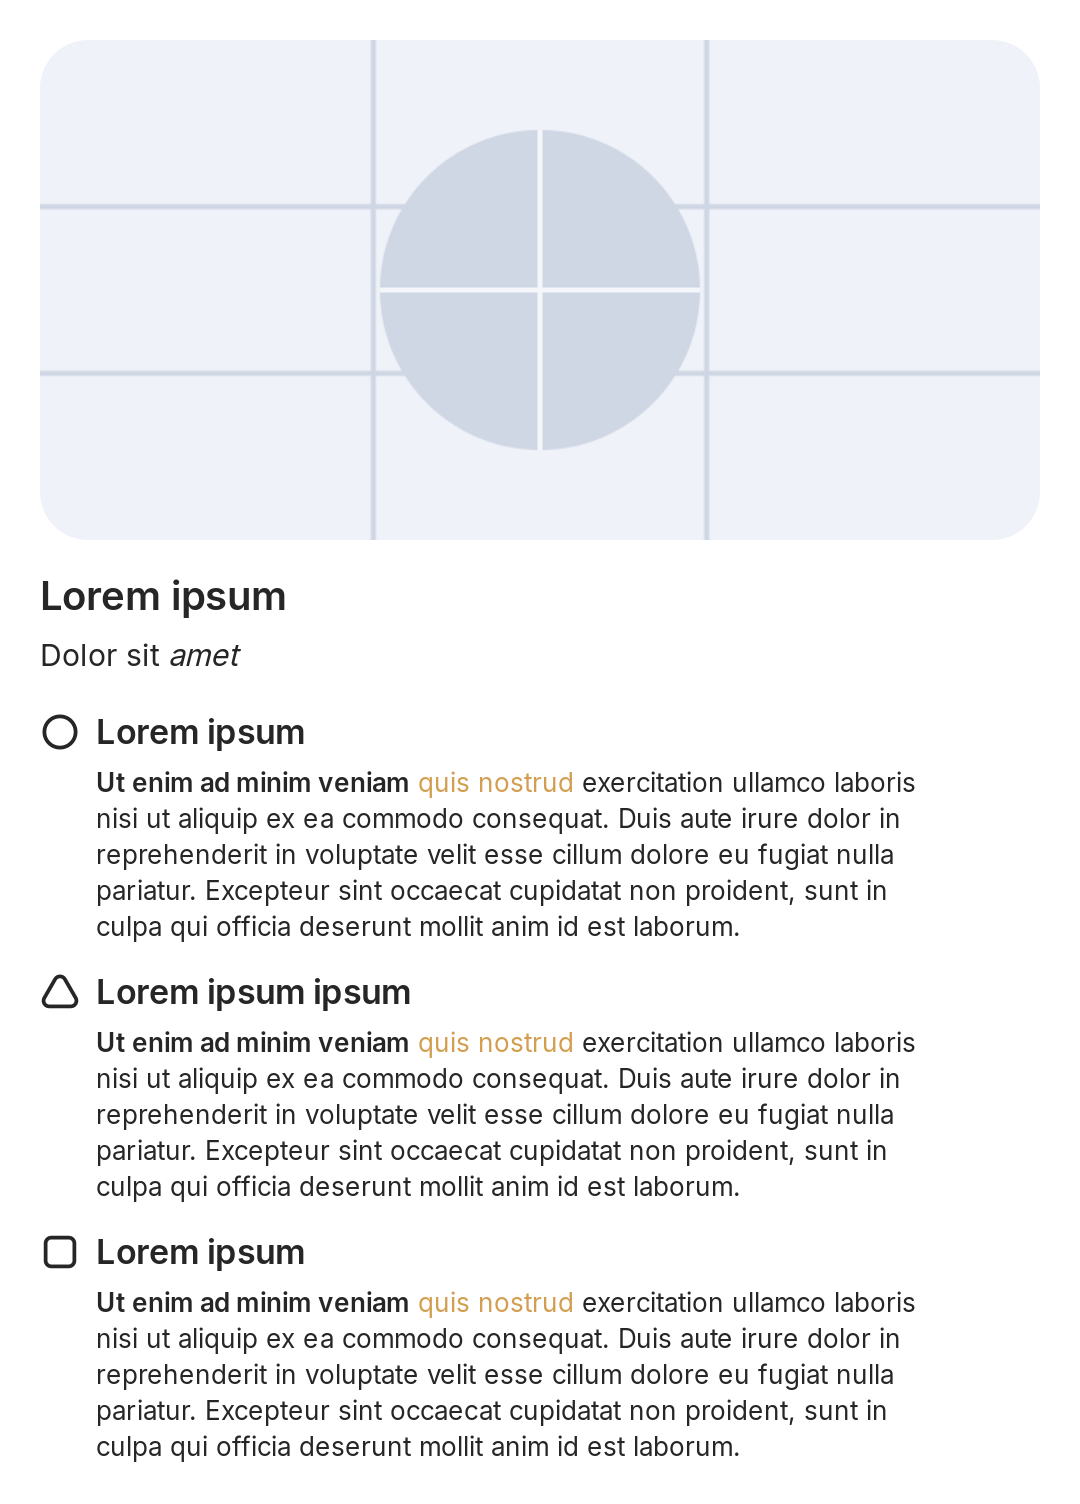 Lorem ipsum
Dolor sit amet
Lorem ipsum
Ut enim ad minim veniam quis nostrud exercitation ullamco laboris
nisi ut aliquip ex ea commodo consequat. Duis aute irure dolor in
reprehenderit in voluptate velit esse cillum dolore eu fugiat nulla
pariatur. Excepteur sint occaecat cupidatat non proident, sunt in
culpa qui officia deserunt mollit anim id est laborum.
Lorem ipsum ipsum
Ut enim ad minim veniam quis nostrud exercitation ullamco laboris
nisi ut aliquip ex ea commodo consequat. Duis aute irure dolor in
reprehenderit in voluptate velit esse cillum dolore eu fugiat nulla
pariatur. Excepteur sint occaecat cupidatat non proident, sunt in
culpa qui officia deserunt mollit anim id est laborum.
Lorem ipsum
Ut enim ad minim veniam quis nostrud exercitation ullamco laboris
nisi ut aliquip ex ea commodo consequat. Duis aute irure dolor in
reprehenderit in voluptate velit esse cillum dolore eu fugiat nulla
pariatur. Excepteur sint occaecat cupidatat non proident, sunt in
culpa qui officia deserunt mollit anim id est laborum.